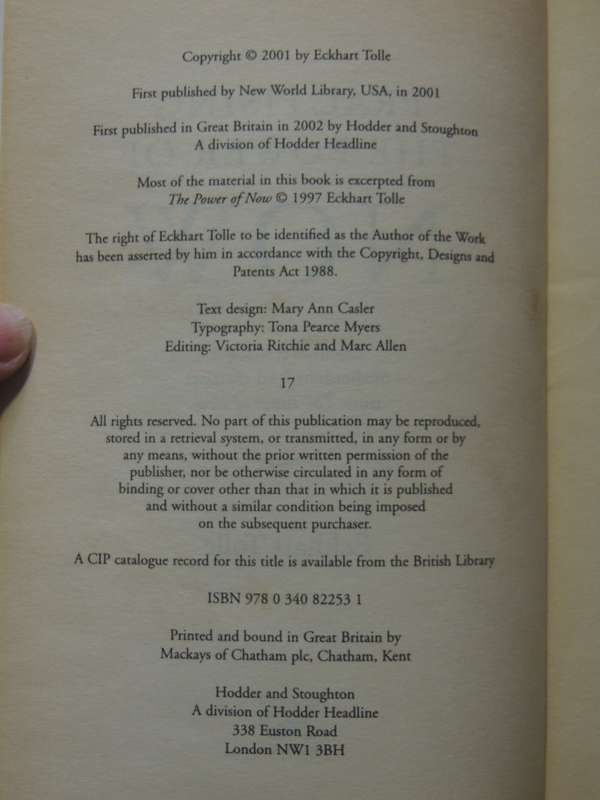 Copyright © 2001 by Eckhart Tolle
First published by New World Library, USA, in 2001
First published in Great Britain in 2002 by Hodder and Stoughton
A division of Hodder Headline
Most of the material in this book is excerpted from
The Power of Now © 1997 Eckhart Tolle
The right of Eckhart Tolle to be identified as the Author of the Work
has been asserted by him in accordance with the Copyright, Designs and
Patents Act 1988.
Text design: Mary Ann Casler
Typography: Tona Pearce Myers
Editing: Victoria Ritchie and Marc Allen
17
All rights reserved. No part of this publication may be reproduced,
stored in a retrieval system, or transmitted, in any form or by
any means, without the prior written permission of the
publisher, nor be otherwise circulated in any form of
binding or cover other than that in which it is published
and without a similar condition being imposed
on the subsequent purchaser.
A CIP catalogue record for this title is available from the British Library
ISBN 978 0 340 82253 1
Printed and bound in Great Britain by
Mackays of Chatham plc, Chatham, Kent
Hodder and Stoughton
A division of Hodder Headline
338 Euston Road
London NW1 3BH